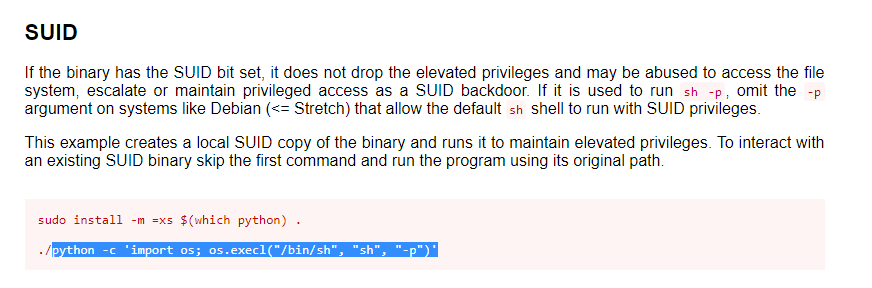 SUID
If the binary has the SUID bit set, it does not drop the elevated privileges and may be abused to access the file
system, escalate or maintain privileged access as a SUID backdoor. If it is used to run sh -p, omit the -p
argument on systems like Debian (<= Stretch) that allow the default sh shell to run with SUID privileges.
This example creates a local SUID copy of the binary and runs it to maintain elevated privileges. To interact with
an existing SUID binary skip the first command and run the program using its original path.
sudo install -m =xs $(which python) .
./python -c 'import os; os.execl("/bin/sh", "sh", "-p")'